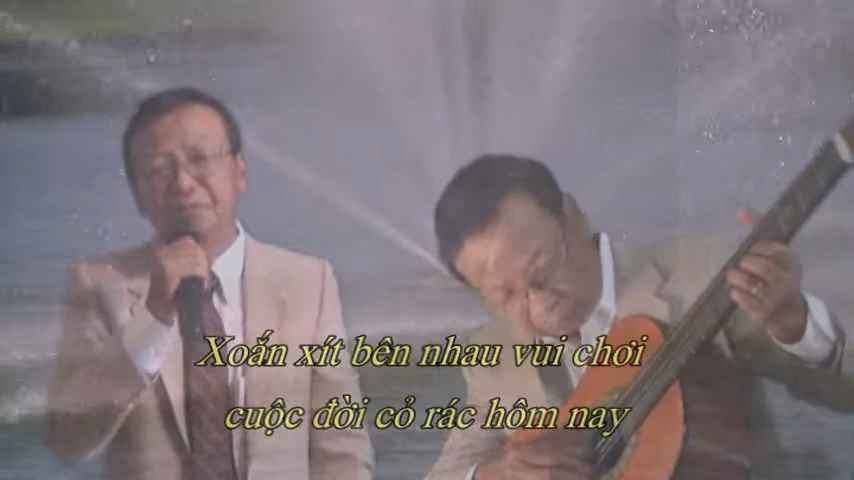 Xoắn xít bên nhau vui chơi
cuộc đời cỏ rác hôm nay